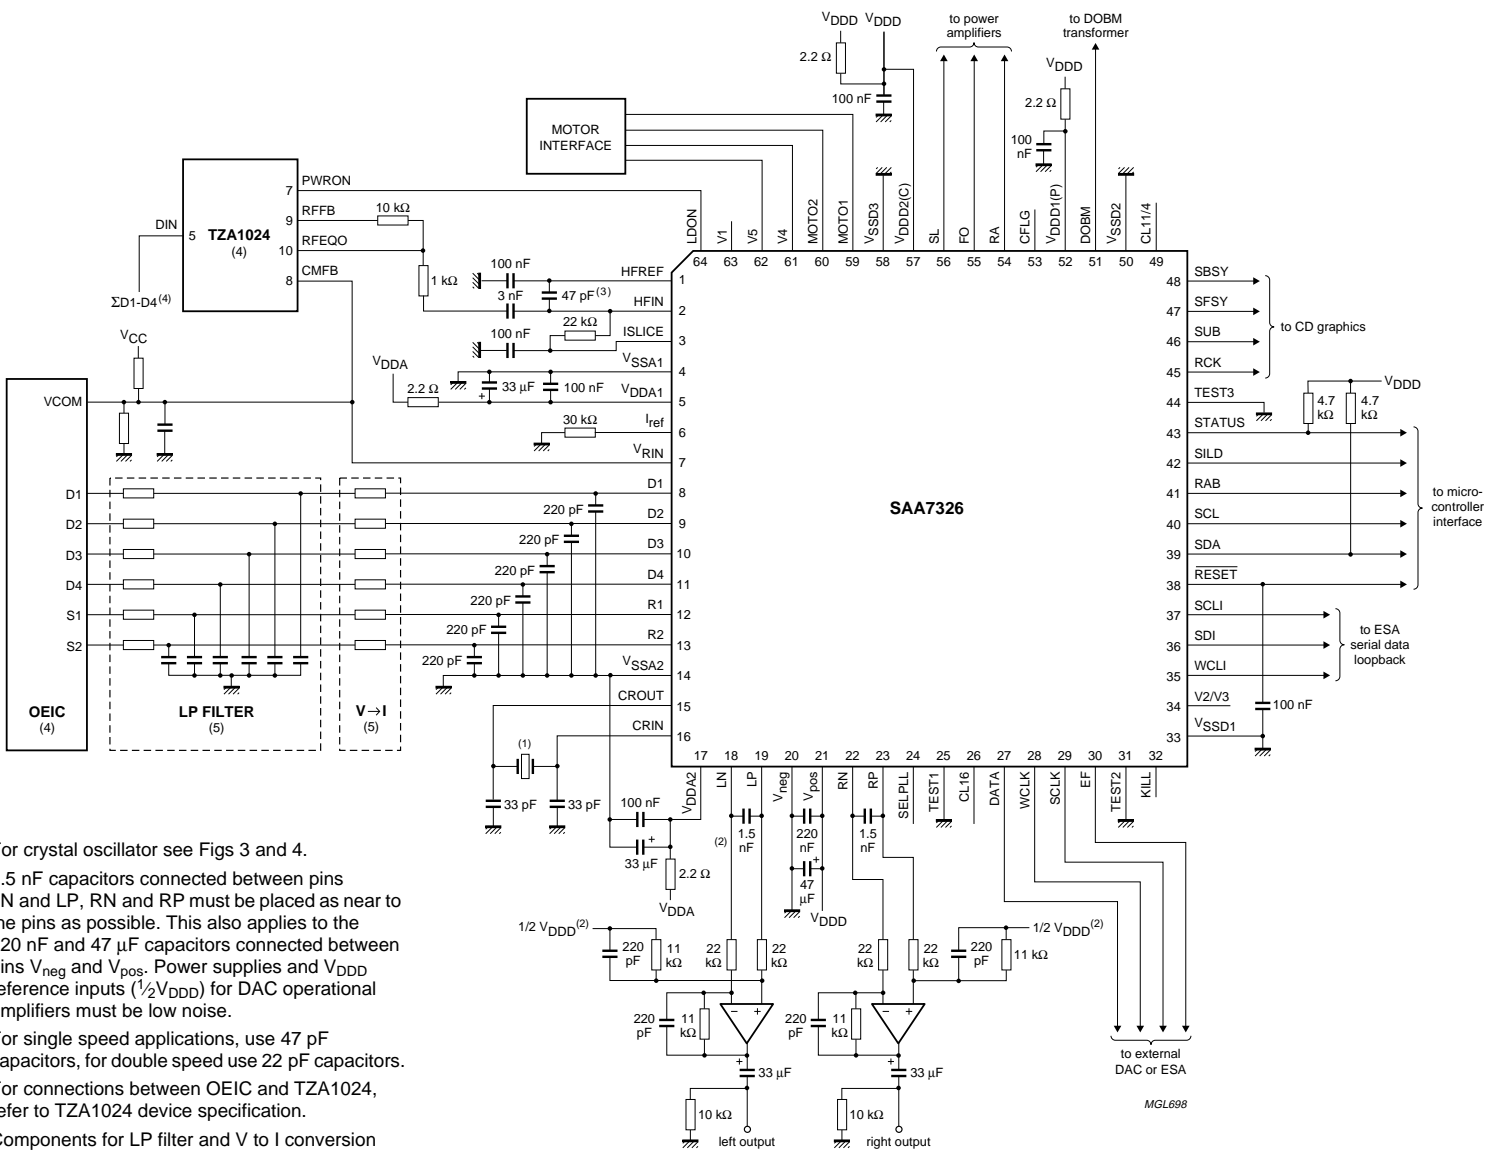 VDDD VDDD
2.2 Ω
100 nF
to power
amplifiers
to DOBM
transformer
VDDD
2.2 Ω
100
nF
MOTOR
INTERFACE
TZA1024
(4)
DIN
5
ΣD1-D4(4)
7 PWRON
9 RFFB
10 RFEQO
8 CMFB
10 kΩ
1 kΩ
100 nF
3 nF
47 pF(3)
22 kΩ
100 nF
VDDA
2.2 Ω
33 μF
+
100 nF
30 kΩ
VCC
VCOM
D1
D2
D3
D4
S1
S2
OEIC
(4)
LP FILTER
(5)
V→I
(5)
220 pF
220 pF
220 pF
220 pF
220 pF
220 pF
LDON
V1
V5
V4
MOTO2
MOTO1
VSSD3
VDDD2(C)
SL
FO
RA
CFLG
VDDD1(P)
DOBM
VSSD2
CL11/4
64 63 62 61 60 59 58 57 56 55 54 53 52 51 50 49
HFREF 1
HFIN 2
ISLICE 3
VSSA1 4
VDDA1 5
Iref 6
VRIN 7
D1 8
D2 9
D3 10
D4 11
R1 12
R2 13
VSSA2 14
CROUT 15
CRIN 16
SAA7326
48 SBSY
47 SFSY
46 SUB
45 RCK
44 TEST3
43 STATUS
42 SILD
41 RAB
40 SCL
39 SDA
38 RESET
37 SCLI
36 SDI
35 WCLI
34 V2/V3
33 VSSD1
to CD graphics
VDDD
4.7
kΩ
4.7
kΩ
to micro-
controller
interface
to ESA
serial data
loopback
100 nF
17 18 19 20 21 22 23 24 25 26 27 28 29 30 31 32
VDDA2
LN
LP
Vneg
Vpos
RN
RP
SELPLL
TEST1
CL16
DATA
WCLK
SCLK
EF
TEST2
KILL
(1)
33 pF
33 pF
100 nF
33 μF
+
2.2 Ω
VDDA
(2)
1.5
nF
220
nF
+
47
μF
VDDD
1.5
nF
1/2 VDDD(2)
220
pF
11
kΩ
22
kΩ
22
kΩ
22
kΩ
22
kΩ
220
pF
1/2 VDDD(2)
11 kΩ
220
pF
11
kΩ
− +
220
pF
11
kΩ
− +
+
33 μF
+
33 μF
10 kΩ
left output
10 kΩ
right output
to external
DAC or ESA
MGL698
or crystal oscillator see Figs 3 and 4.
.5 nF capacitors connected between pins
N and LP, RN and RP must be placed as near to
he pins as possible. This also applies to the
20 nF and 47 μF capacitors connected between
ins Vneg and Vpos. Power supplies and VDDD
eference inputs (½VDDD) for DAC operational
mplifiers must be low noise.
or single speed applications, use 47 pF
apacitors, for double speed use 22 pF capacitors.
or connections between OEIC and TZA1024,
efer to TZA1024 device specification.
Components for LP filter and V to I conversion